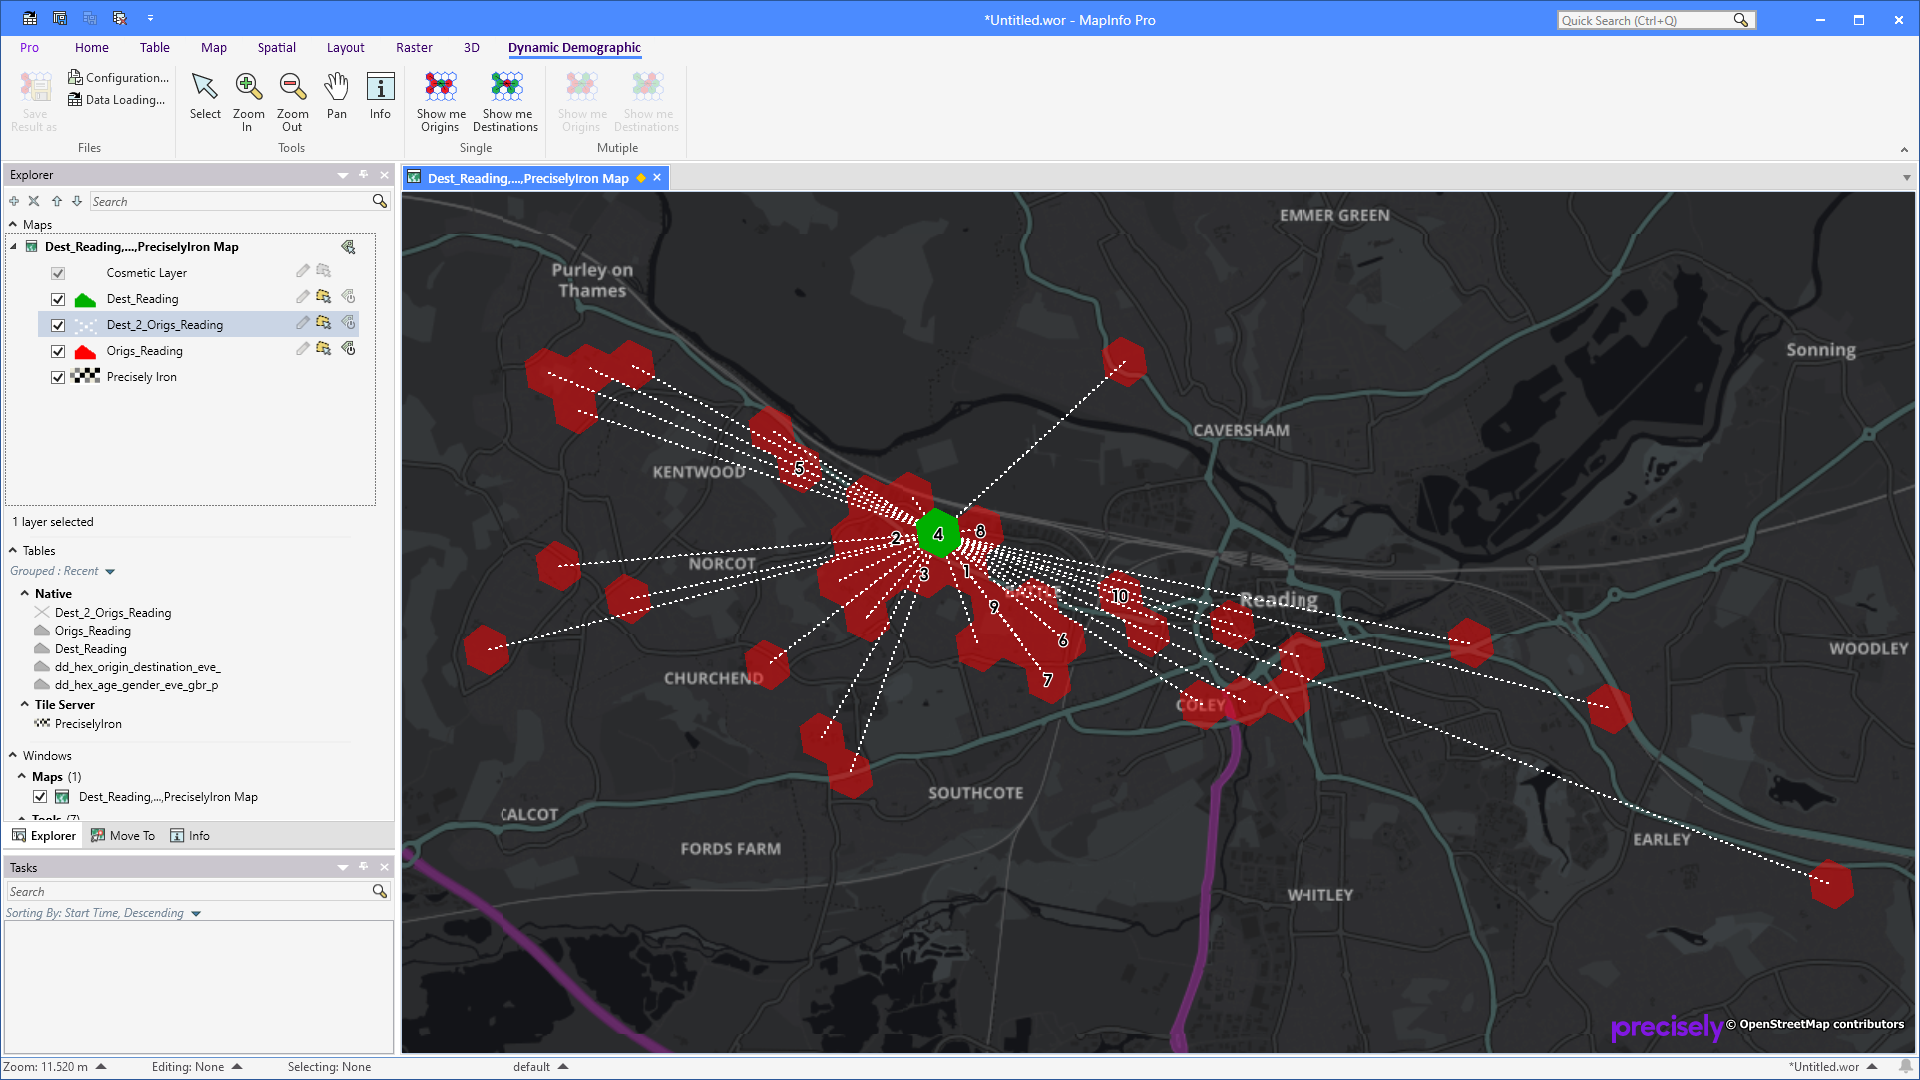 *Untitled.wor - MapInfo Pro
Quick Search (Ctrl+Q)
Pro
Home
Table
Map
Spatial
Layout
Raster
3D
Dynamic Demographic
Save Result as
Configuration...
Data Loading...
Files
Select
Zoom In
Zoom Out
Pan
Info
Tools
Show me Origins
Show me Destinations
Single
Show me Origins
Show me Destinations
Mutiple
Explorer
Search
Maps
Dest_Reading,...,PreciselyIron Map
Cosmetic Layer
Dest_Reading
Dest_2_Origs_Reading
Origs_Reading
Precisely Iron
1 layer selected
Tables
Grouped : Recent
Native
Dest_2_Origs_Reading
Origs_Reading
Dest_Reading
dd_hex_origin_destination_eve_
dd_hex_age_gender_eve_gbr_p
Tile Server
PreciselyIron
Windows
Maps (1)
Dest_Reading,...,PreciselyIron Map
Tools (7)
Explorer
Move To
Info
Tasks
Search
Sorting By: Start Time, Descending
Dest_Reading,...,PreciselyIron Map
EMMER GREEN
Purley on
Thames
Sonning
CAVERSHAM
KENTWOOD
5
2
4
8
NORCOT
3
1
9
10
Reading
6
7
WOODLEY
CHURCHEND
COLEY
SOUTHCOTE
CALCOT
EARLEY
FORDS FARM
WHITLEY
precisely
© OpenStreetMap contributors
Zoom: 11.520 m
Editing: None
Selecting: None
default
*Untitled.wor